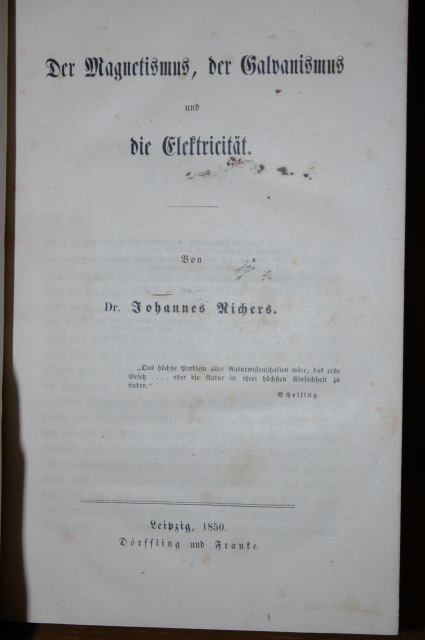 Der Magnetismus, der Galvanismus
und
die Elektricität.
Von
Dr. Johannes Richers.
„Das höchste Problem aller Naturwissenschaften wäre, das erste
Gesetz .... oder die Natur in ihrer höchsten Einfachheit zu
finden.“
Schelling
Leipzig, 1850.
Dörffling und Franke.